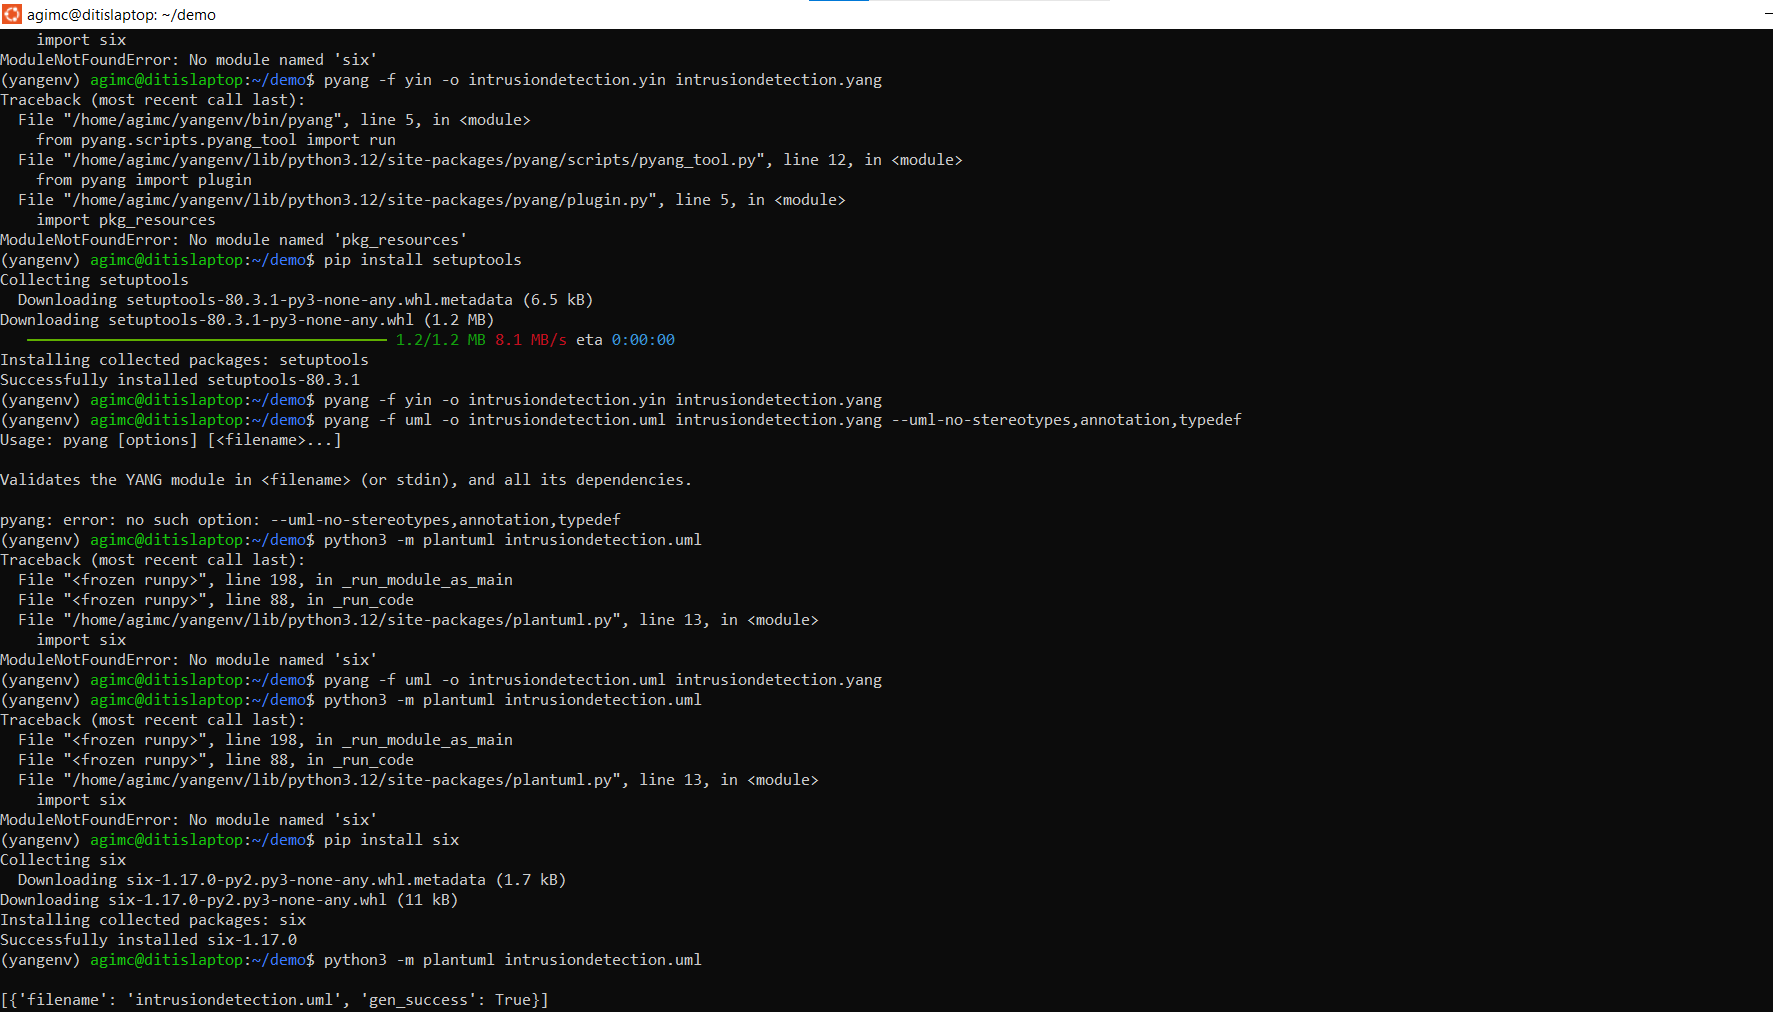 agimc@ditislaptop: ~/demo
    import six
ModuleNotFoundError: No module named 'six'
(yangenv) agimc@ditislaptop:~/demo$ pyang -f yin -o intrusiondetection.yin intrusiondetection.yang
Traceback (most recent call last):
  File "/home/agimc/yangenv/bin/pyang", line 5, in <module>
    from pyang.scripts.pyang_tool import run
  File "/home/agimc/yangenv/lib/python3.12/site-packages/pyang/scripts/pyang_tool.py", line 12, in <module>
    from pyang import plugin
  File "/home/agimc/yangenv/lib/python3.12/site-packages/pyang/plugin.py", line 5, in <module>
    import pkg_resources
ModuleNotFoundError: No module named 'pkg_resources'
(yangenv) agimc@ditislaptop:~/demo$ pip install setuptools
Collecting setuptools
  Downloading setuptools-80.3.1-py3-none-any.whl.metadata (6.5 kB)
Downloading setuptools-80.3.1-py3-none-any.whl (1.2 MB)
1.2/1.2 MB 8.1 MB/s eta 0:00:00
Installing collected packages: setuptools
Successfully installed setuptools-80.3.1
(yangenv) agimc@ditislaptop:~/demo$ pyang -f yin -o intrusiondetection.yin intrusiondetection.yang
(yangenv) agimc@ditislaptop:~/demo$ pyang -f uml -o intrusiondetection.uml intrusiondetection.yang --uml-no-stereotypes,annotation,typedef
Usage: pyang [options] [<filename>...]
Validates the YANG module in <filename> (or stdin), and all its dependencies.
pyang: error: no such option: --uml-no-stereotypes,annotation,typedef
(yangenv) agimc@ditislaptop:~/demo$ python3 -m plantuml intrusiondetection.uml
Traceback (most recent call last):
  File "<frozen runpy>", line 198, in _run_module_as_main
  File "<frozen runpy>", line 88, in _run_code
  File "/home/agimc/yangenv/lib/python3.12/site-packages/plantuml.py", line 13, in <module>
    import six
ModuleNotFoundError: No module named 'six'
(yangenv) agimc@ditislaptop:~/demo$ pyang -f uml -o intrusiondetection.uml intrusiondetection.yang
(yangenv) agimc@ditislaptop:~/demo$ python3 -m plantuml intrusiondetection.uml
Traceback (most recent call last):
  File "<frozen runpy>", line 198, in _run_module_as_main
  File "<frozen runpy>", line 88, in _run_code
  File "/home/agimc/yangenv/lib/python3.12/site-packages/plantuml.py", line 13, in <module>
    import six
ModuleNotFoundError: No module named 'six'
(yangenv) agimc@ditislaptop:~/demo$ pip install six
Collecting six
  Downloading six-1.17.0-py2.py3-none-any.whl.metadata (1.7 kB)
Downloading six-1.17.0-py2.py3-none-any.whl (11 kB)
Installing collected packages: six
Successfully installed six-1.17.0
(yangenv) agimc@ditislaptop:~/demo$ python3 -m plantuml intrusiondetection.uml
[{'filename': 'intrusiondetection.uml', 'gen_success': True}]